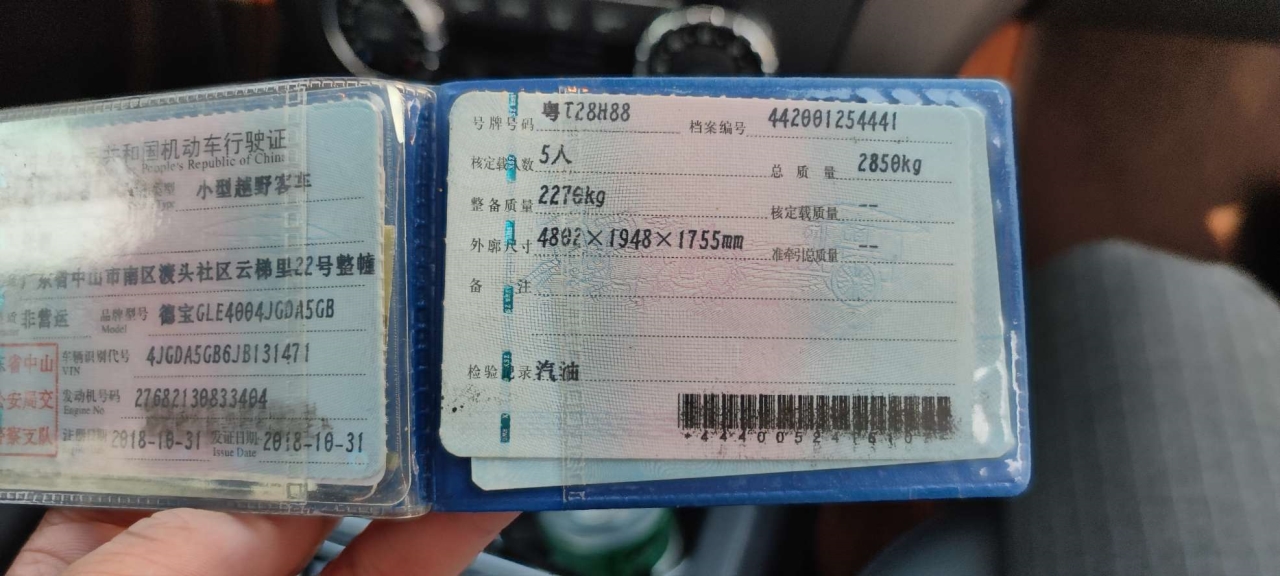 共和国机动车行驶证
People's Republic of China
小型越野客车
广东省中山市南区渡头社区云梯里22号整幢
非营运 品牌型号 德宝GLE4004JGDA5GB
Model
车辆识别代号 4JGDA5GB6JB131471
VIN
发动机号码 27682130833404
Engine No.
注册日期 2018-10-31 发证日期 2018-10-31
Issue Date
东省中山
公安局交
警察支队
号牌号码 粤T28H88 档案编号 442001254441
核定载人数 5人 总质量 2850kg
整备质量 2270kg 核定载质量 --
外廓尺寸 4802×1948×1755mm 准牵引总质量 --
备注
检验记录 汽油